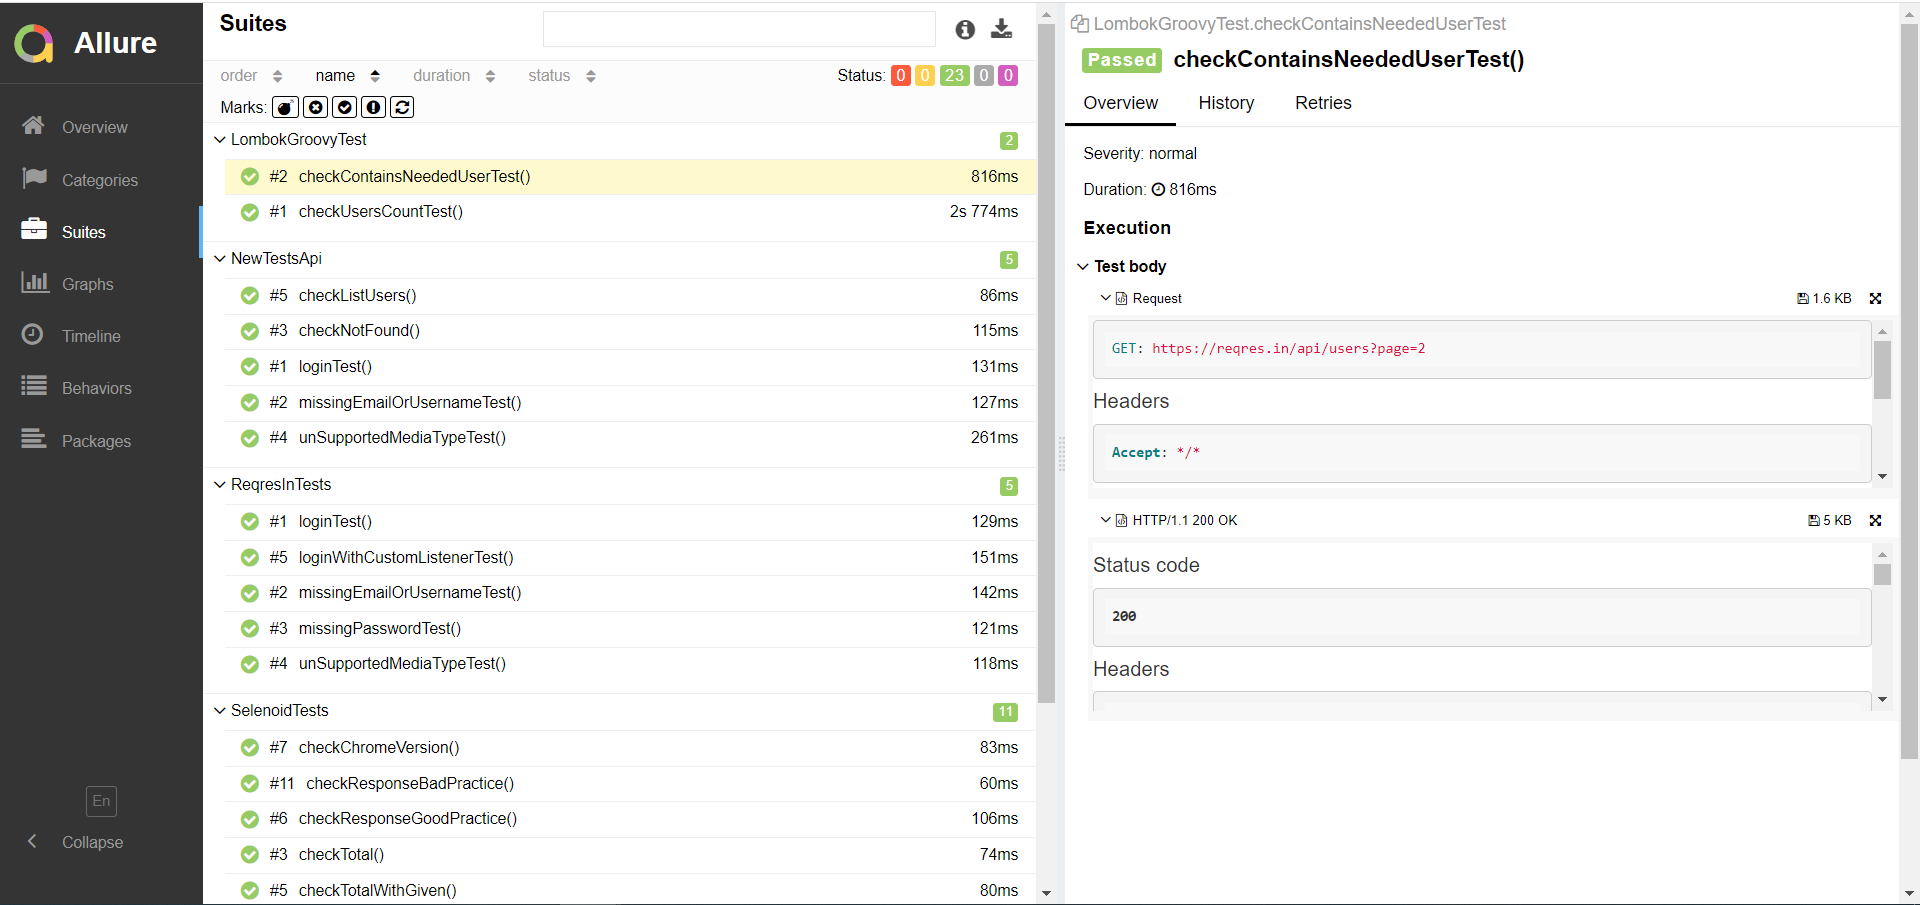 Allure
Overview
Categories
Suites
Graphs
Timeline
Behaviors
Packages
En
Collapse
Suites
order name duration status
Status: 0 0 23 0 0
Marks:
LombokGroovyTest 2
#2 checkContainsNeededUserTest() 816ms
#1 checkUsersCountTest() 2s 774ms
NewTestsApi 5
#5 checkListUsers() 86ms
#3 checkNotFound() 115ms
#1 loginTest() 131ms
#2 missingEmailOrUsernameTest() 127ms
#4 unSupportedMediaTypeTest() 261ms
ReqresInTests 5
#1 loginTest() 129ms
#5 loginWithCustomListenerTest() 151ms
#2 missingEmailOrUsernameTest() 142ms
#3 missingPasswordTest() 121ms
#4 unSupportedMediaTypeTest() 118ms
SelenoidTests 11
#7 checkChromeVersion() 83ms
#11 checkResponseBadPractice() 60ms
#6 checkResponseGoodPractice() 106ms
#3 checkTotal() 74ms
#5 checkTotalWithGiven() 80ms
LombokGroovyTest.checkContainsNeededUserTest
Passed checkContainsNeededUserTest()
Overview History Retries
Severity: normal
Duration: 816ms
Execution
Test body
Request 1.6 KB
GET: https://reqres.in/api/users?page=2
Headers
Accept: */*
HTTP/1.1 200 OK 5 KB
Status code
200
Headers